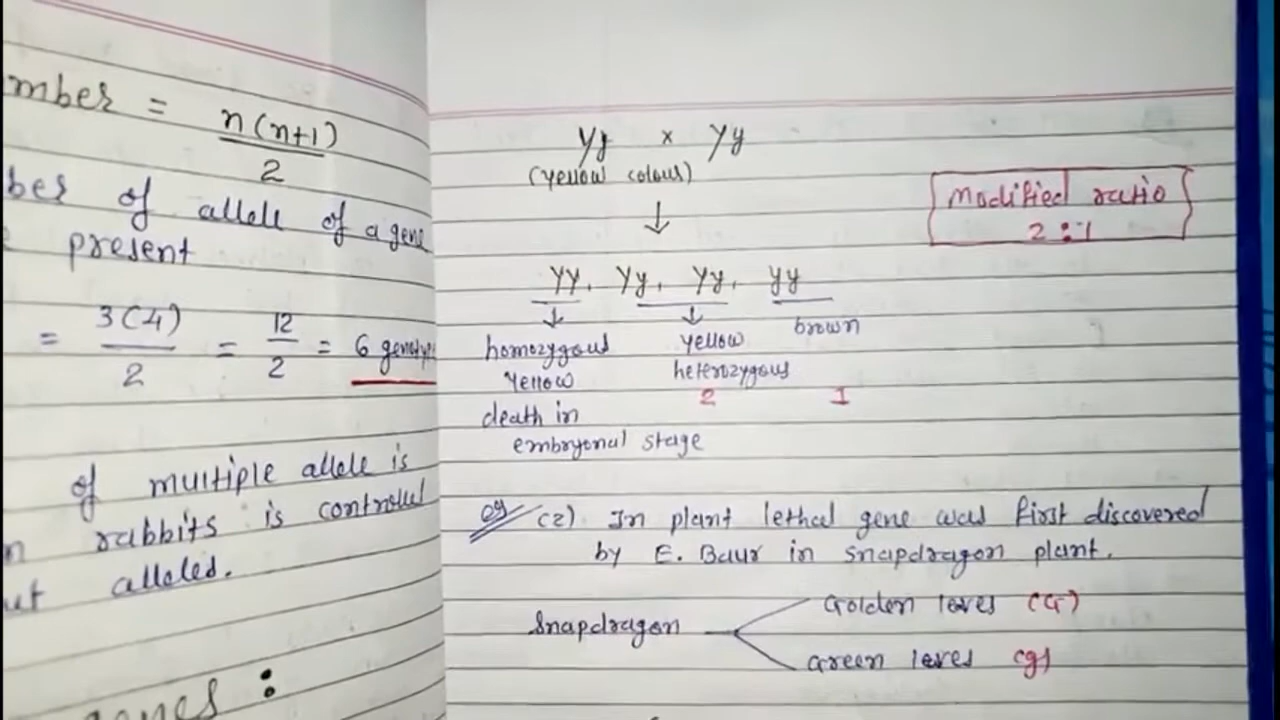 mber = n(n+1)
2
ber of allele of a gene
present
= 3(4) = 12 = 6 genotyp
2 2
of multiple allele is
rabbits is controlled
ut alleles.
genes :
Yy x Yy
(Yellow colour)
Modified ratio
2 : 1
YY, Yy, Yy, yy
homozygous yellow brown
Yellow heterozygous
death in 2 1
embryonal stage
eg (2) In plant lethal gene was first discovered
by E. Baur in snapdragon plant.
Golden leves (G)
Snapdragon
Green leves (g)